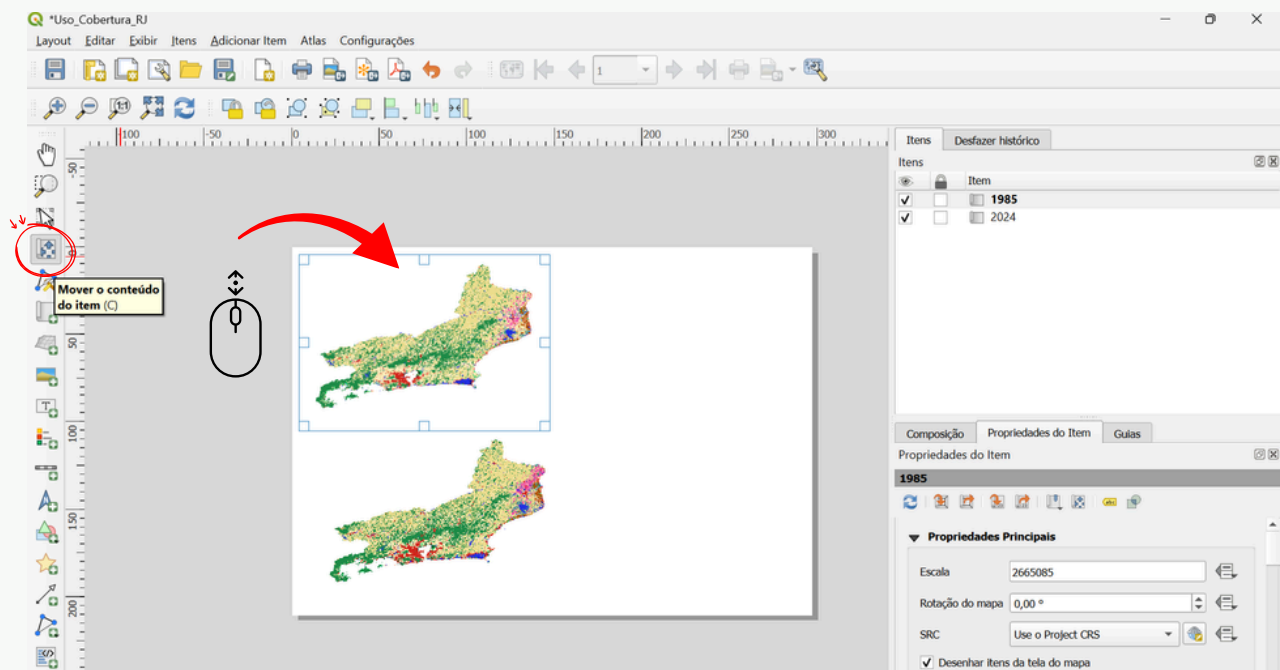 *Uso_Cobertura_RJ
Layout Editar Exibir Itens Adicionar Item Atlas Configurações
1
100 -50 0 50 100 150 200 250 300
-50
0
50
100
150
200
Mover o conteúdo
do item (C)
Itens Desfazer histórico
Itens
Item
1985
2024
Composição Propriedades do Item Guias
Propriedades do Item
1985
Propriedades Principais
Escala 2665085
Rotação do mapa 0,00 °
SRC Use o Project CRS
Desenhar itens da tela do mapa